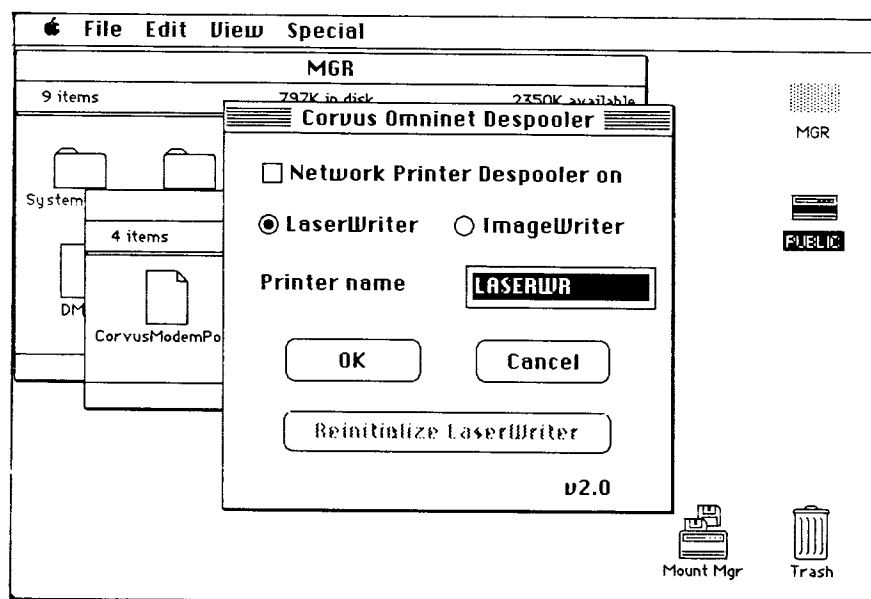 File Edit View Special
MGR
9 items 797K in disk 2350K available
Corvus Omninet Despooler
MGR
Network Printer Despooler on
System
LaserWriter ImageWriter
4 items
PUBLIC
Printer name LASERWR
DM
CorvusModemPo
OK Cancel
Reinitialize LaserWriter
v2.0
Mount Mgr Trash